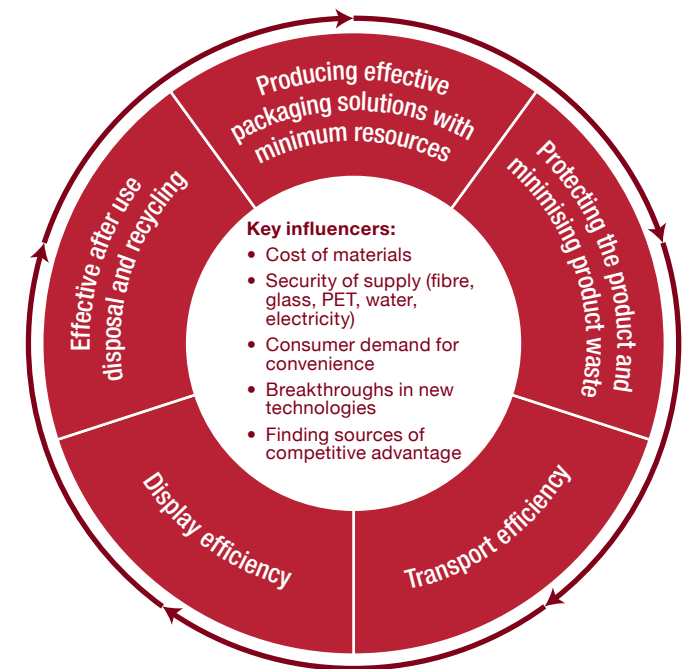 Producing effective
packaging solutions with
minimum resources
Protecting the product and
minimising product waste
Transport efficiency
Display efficiency
Effective after use
disposal and recycling
Key influencers:
• Cost of materials
• Security of supply (fibre,
glass, PET, water,
electricity)
• Consumer demand for
convenience
• Breakthroughs in new
technologies
• Finding sources of
competitive advantage